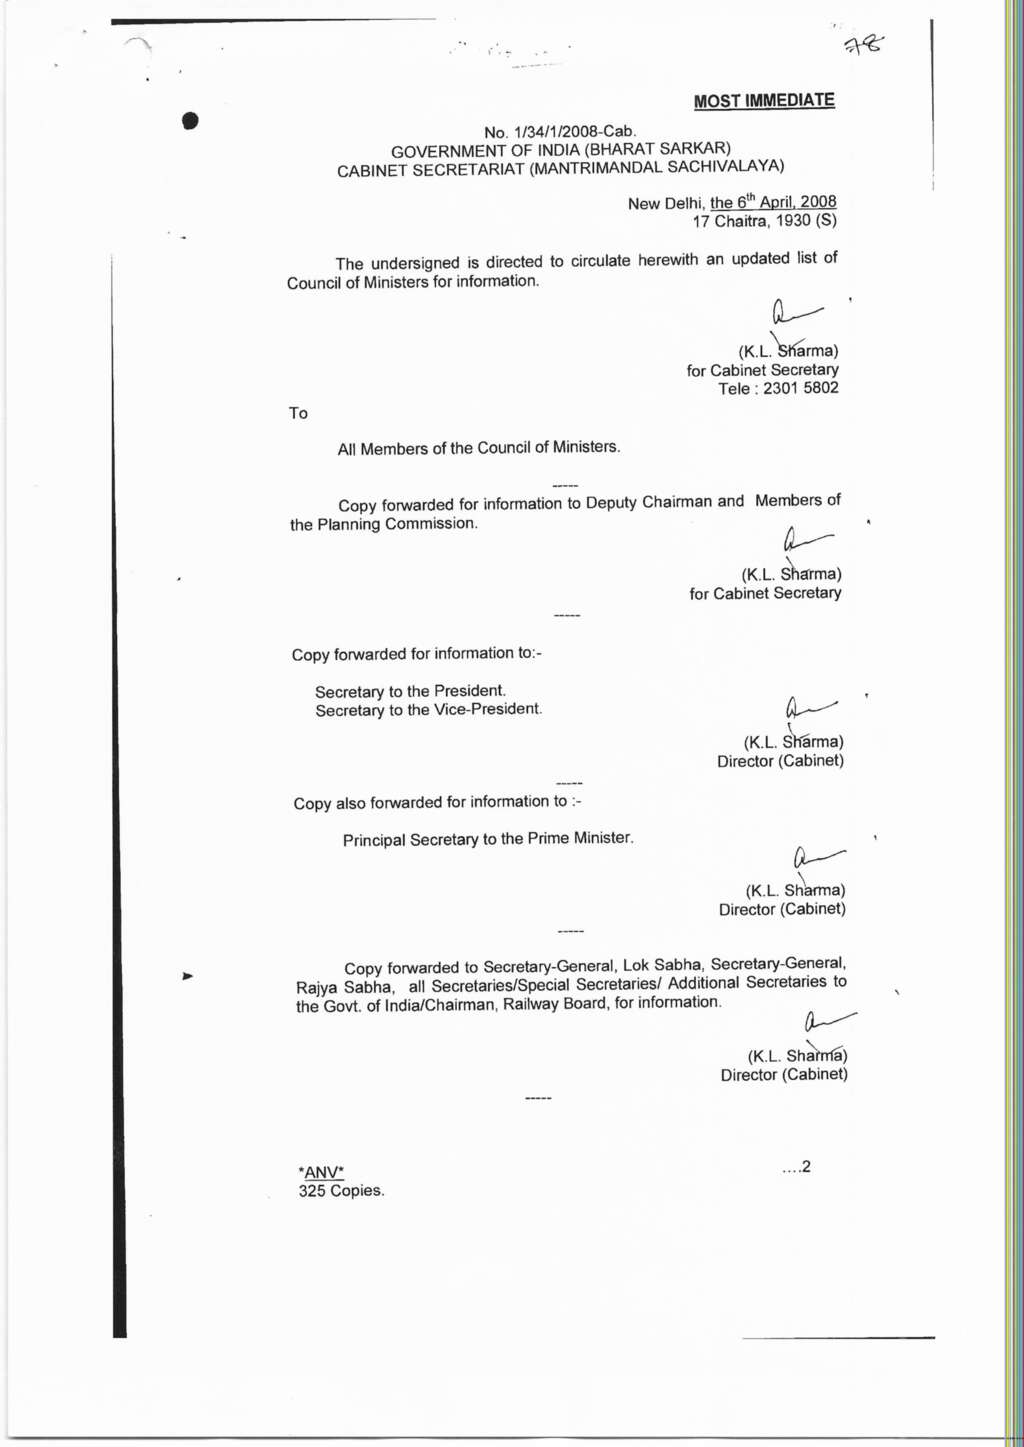 78
MOST IMMEDIATE
No. 1/34/1/2008-Cab.
GOVERNMENT OF INDIA (BHARAT SARKAR)
CABINET SECRETARIAT (MANTRIMANDAL SACHIVALAYA)
New Delhi, the 6th April, 2008
17 Chaitra, 1930 (S)
The undersigned is directed to circulate herewith an updated list of
Council of Ministers for information.
(K.L. Sharma)
for Cabinet Secretary
Tele : 2301 5802
To
All Members of the Council of Ministers.
-----
Copy forwarded for information to Deputy Chairman and Members of
the Planning Commission.
(K.L. Sharma)
for Cabinet Secretary
-----
Copy forwarded for information to:-
Secretary to the President.
Secretary to the Vice-President.
(K.L. Sharma)
Director (Cabinet)
-----
Copy also forwarded for information to :-
Principal Secretary to the Prime Minister.
(K.L. Sharma)
Director (Cabinet)
-----
Copy forwarded to Secretary-General, Lok Sabha, Secretary-General,
Rajya Sabha, all Secretaries/Special Secretaries/ Additional Secretaries to
the Govt. of India/Chairman, Railway Board, for information.
(K.L. Sharma)
Director (Cabinet)
-----
*ANV*
....2
325 Copies.